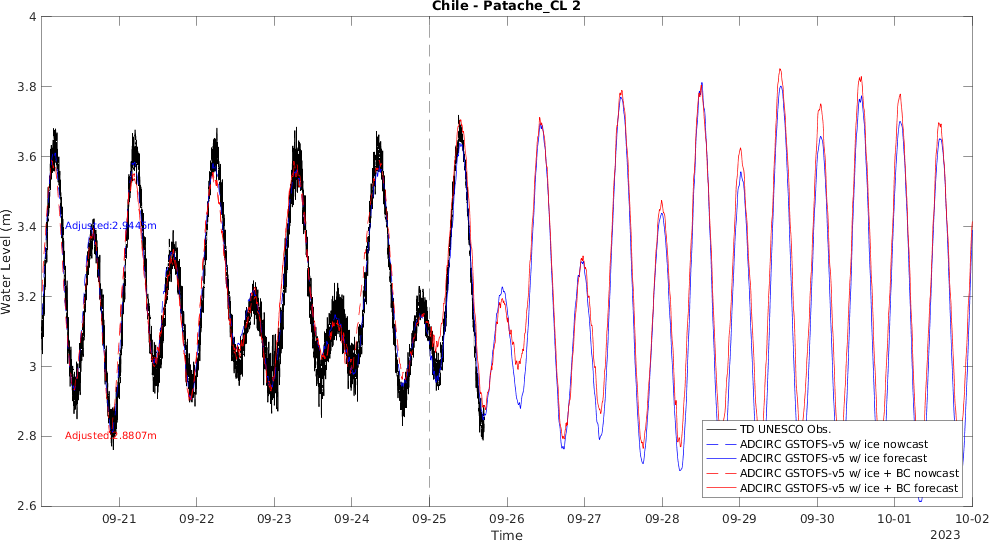 Chile - Patache_CL 2
Water Level (m)
4
3.8
3.6
3.4
3.2
3
2.8
2.6
Adjusted:2.9445m
Adjusted:2.8807m
TD UNESCO Obs.
ADCIRC GSTOFS-v5 w/ ice nowcast
ADCIRC GSTOFS-v5 w/ ice forecast
ADCIRC GSTOFS-v5 w/ ice + BC nowcast
ADCIRC GSTOFS-v5 w/ ice + BC forecast
09-21 09-22 09-23 09-24 09-25 09-26 09-27 09-28 09-29 09-30 10-01 10-02
Time
2023